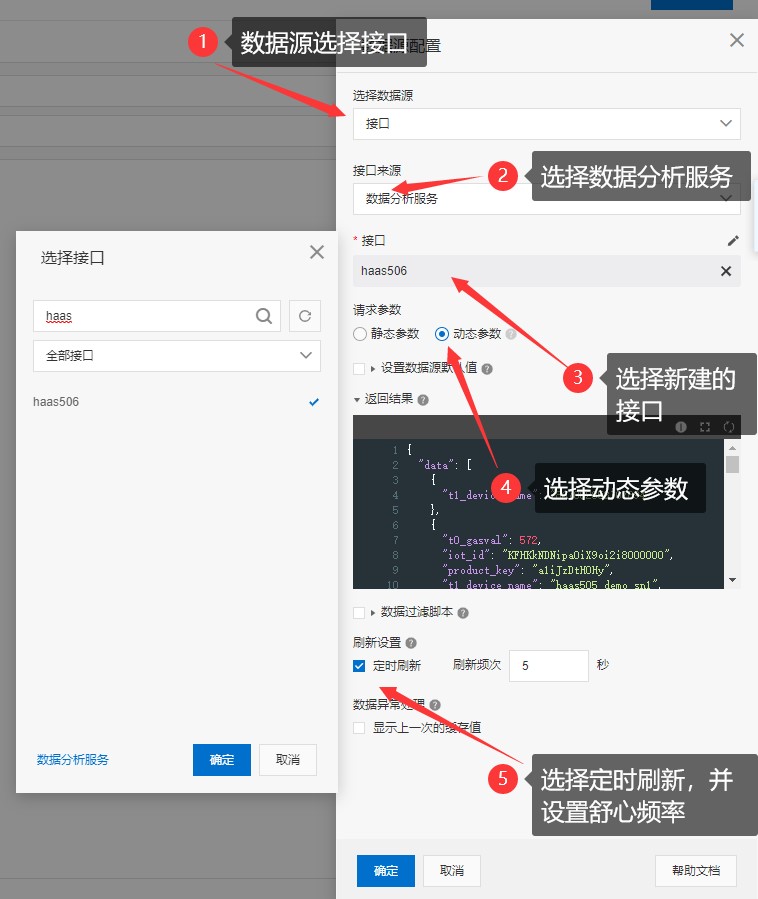 1
数据源选择接口
配置
选择数据源
接口
接口来源
2
选择数据分析服务
数据分析服务
* 接口
haas506
请求参数
静态参数
动态参数
3
选择新建的
接口
设置数据源默认值
返回结果
1 {
2 "data": [
3 {
4 "t1_device_name":
5 },
6 {
7 "t0_gasval": 572,
8 "iot_id": "KFHKkNDNipaOiX9oi2i8000000",
9 "product_key": "a1iJzDtHOHy",
10 "t1_device_name": "haas505_demo_sn1",
4
选择动态参数
数据过滤脚本
刷新设置
定时刷新
刷新频次
5
秒
数据异常处理
显示上一次的缓存值
5
选择定时刷新，并
设置舒心频率
确定
取消
帮助文档
选择接口
haas
全部接口
haas506
数据分析服务
确定
取消